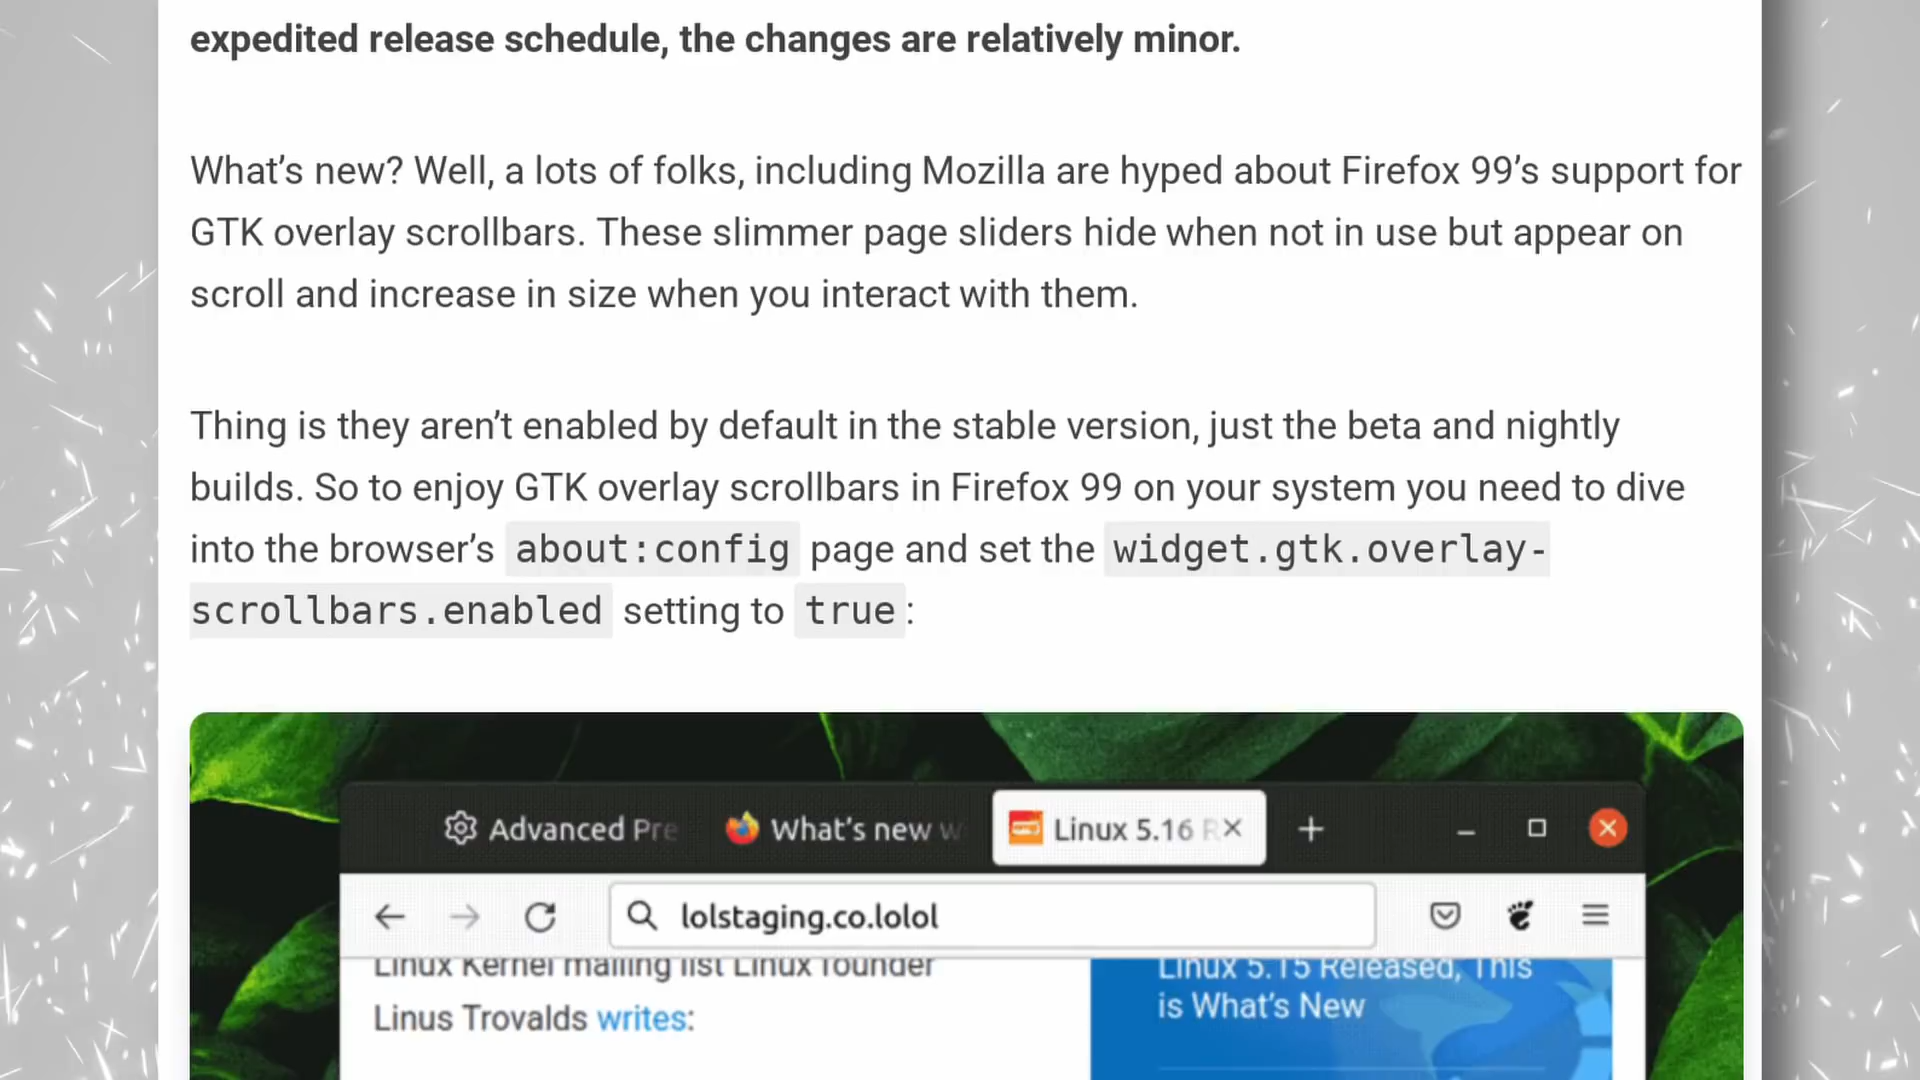 expedited release schedule, the changes are relatively minor.
What’s new? Well, a lots of folks, including Mozilla are hyped about Firefox 99’s support for
GTK overlay scrollbars. These slimmer page sliders hide when not in use but appear on
scroll and increase in size when you interact with them.
Thing is they aren’t enabled by default in the stable version, just the beta and nightly
builds. So to enjoy GTK overlay scrollbars in Firefox 99 on your system you need to dive
into the browser’s about:config page and set the widget.gtk.overlay-
scrollbars.enabled setting to true:
Advanced Pre What’s new w Linux 5.16 R
lolstaging.co.lolol
Linux Kernel mailing list Linux founder
Linus Trovalds writes:
Linux 5.15 Released, This
is What’s New